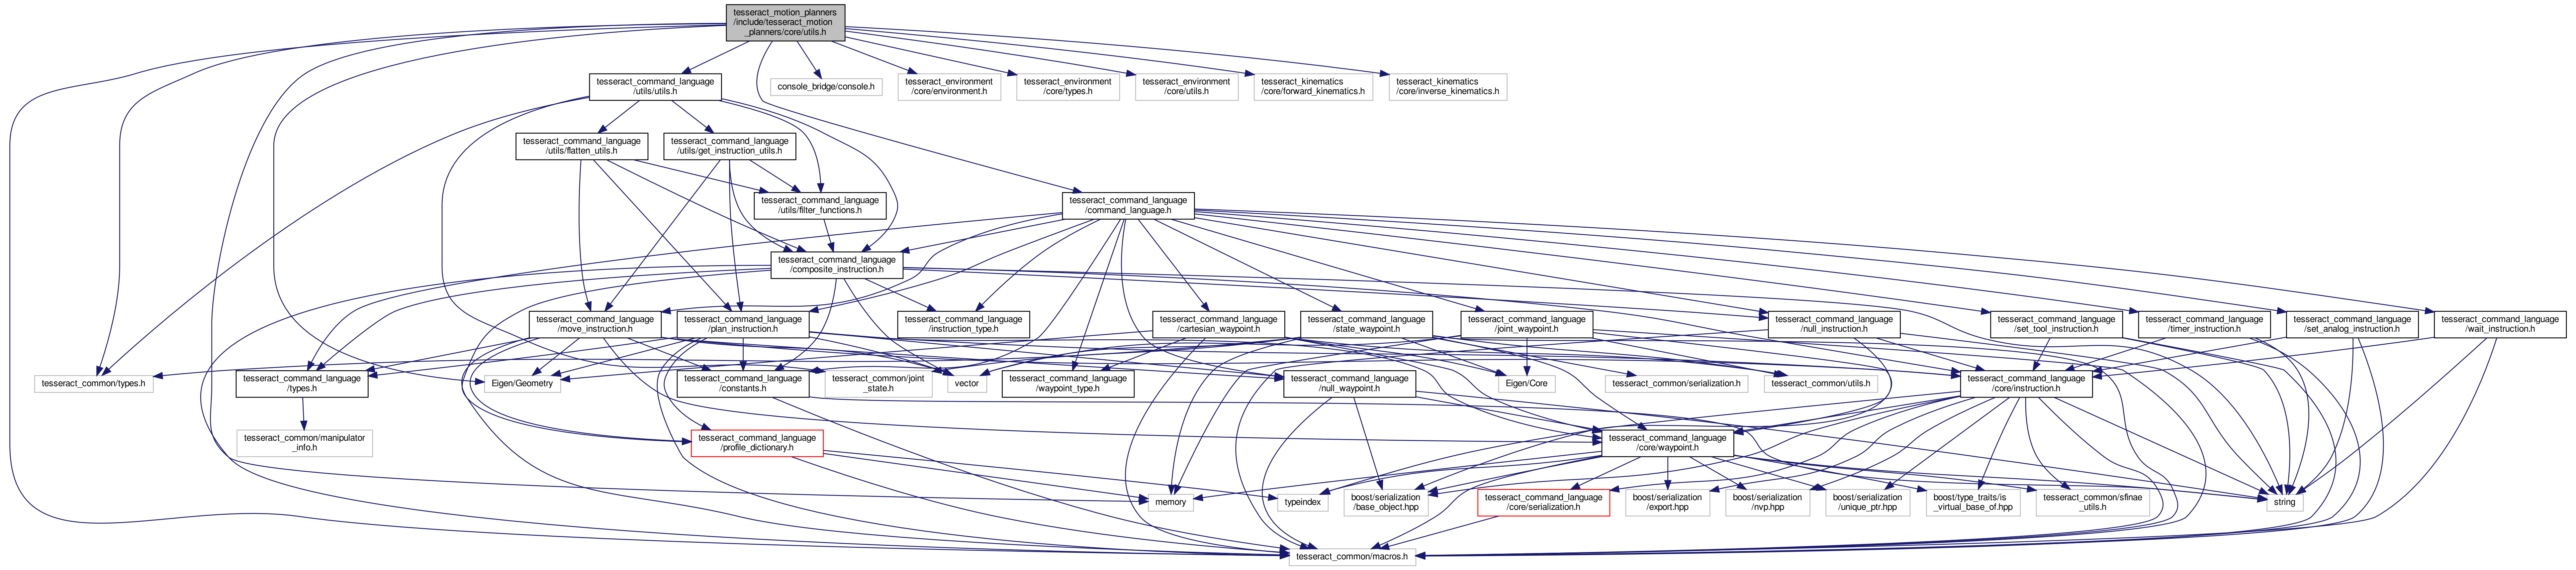 tesseract_motion_planners
/include/tesseract_motion
_planners/core/utils.h
tesseract_command_language
/utils/utils.h
console_bridge/console.h
tesseract_environment
/core/environment.h
tesseract_environment
/core/types.h
tesseract_environment
/core/utils.h
tesseract_kinematics
/core/forward_kinematics.h
tesseract_kinematics
/core/inverse_kinematics.h
tesseract_command_language
/utils/flatten_utils.h
tesseract_command_language
/utils/get_instruction_utils.h
tesseract_command_language
/utils/filter_functions.h
tesseract_command_language
/command_language.h
tesseract_command_language
/composite_instruction.h
tesseract_command_language
/move_instruction.h
tesseract_command_language
/plan_instruction.h
tesseract_command_language
/instruction_type.h
tesseract_command_language
/cartesian_waypoint.h
tesseract_command_language
/state_waypoint.h
tesseract_command_language
/joint_waypoint.h
tesseract_command_language
/null_instruction.h
tesseract_command_language
/set_tool_instruction.h
tesseract_command_language
/timer_instruction.h
tesseract_command_language
/set_analog_instruction.h
tesseract_command_language
/wait_instruction.h
tesseract_common/types.h
tesseract_command_language
/types.h
Eigen/Geometry
tesseract_command_language
/constants.h
tesseract_common/joint
_state.h
vector
tesseract_command_language
/waypoint_type.h
tesseract_command_language
/null_waypoint.h
Eigen/Core
tesseract_common/serialization.h
tesseract_common/utils.h
tesseract_command_language
/core/instruction.h
tesseract_common/manipulator
_info.h
tesseract_command_language
/profile_dictionary.h
tesseract_command_language
/core/waypoint.h
memory
typeindex
boost/serialization
/base_object.hpp
tesseract_command_language
/core/serialization.h
boost/serialization
/export.hpp
boost/serialization
/nvp.hpp
boost/serialization
/unique_ptr.hpp
boost/type_traits/is
_virtual_base_of.hpp
tesseract_common/sfinae
_utils.h
string
tesseract_common/macros.h